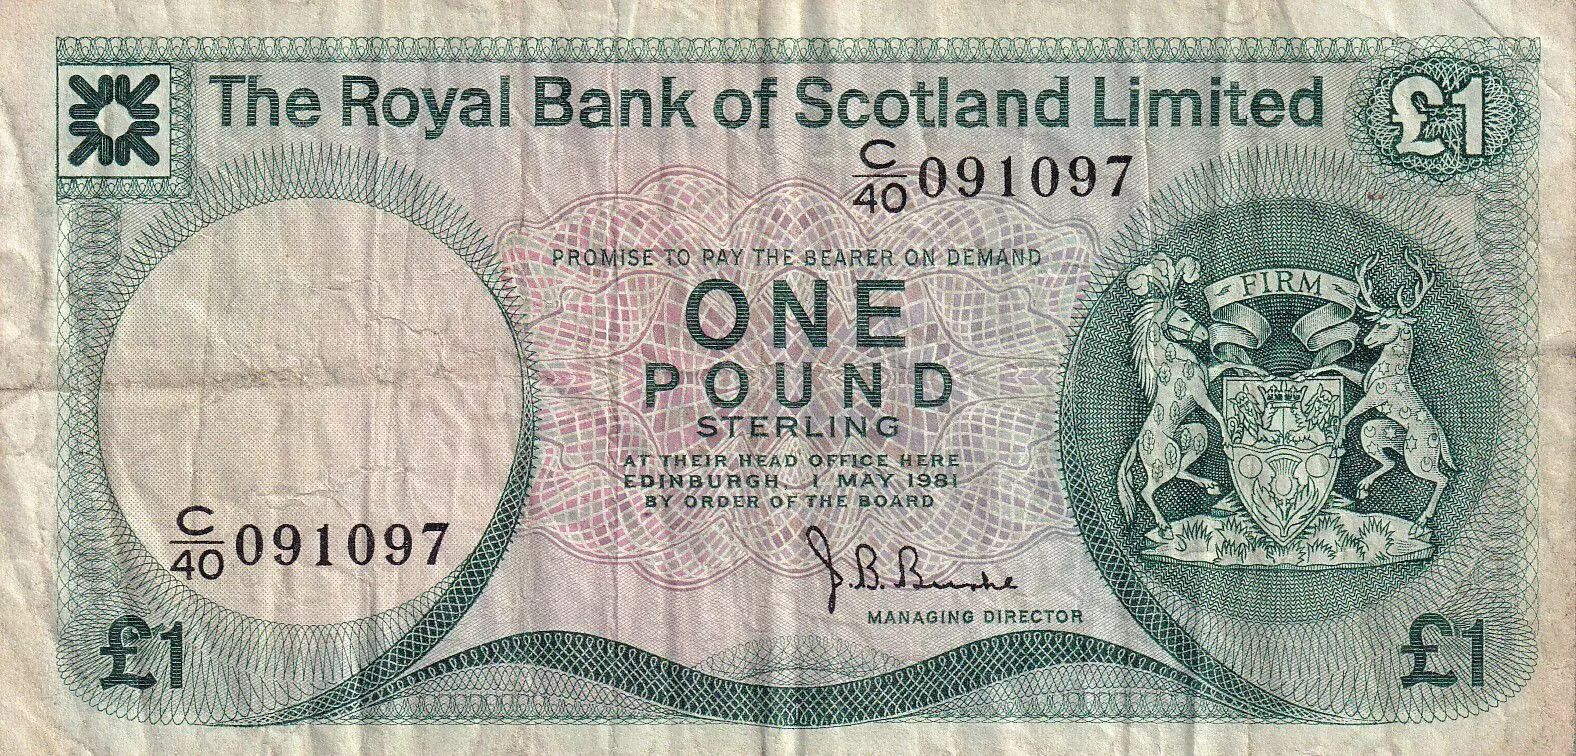 The Royal Bank of Scotland Limited
£1
C/40 091097
PROMISE TO PAY THE BEARER ON DEMAND
ONE
POUND
STERLING
AT THEIR HEAD OFFICE HERE
EDINBURGH 1 MAY 1981
BY ORDER OF THE BOARD
FIRM
C/40 091097
J. B. Burke
MANAGING DIRECTOR
£1
£1